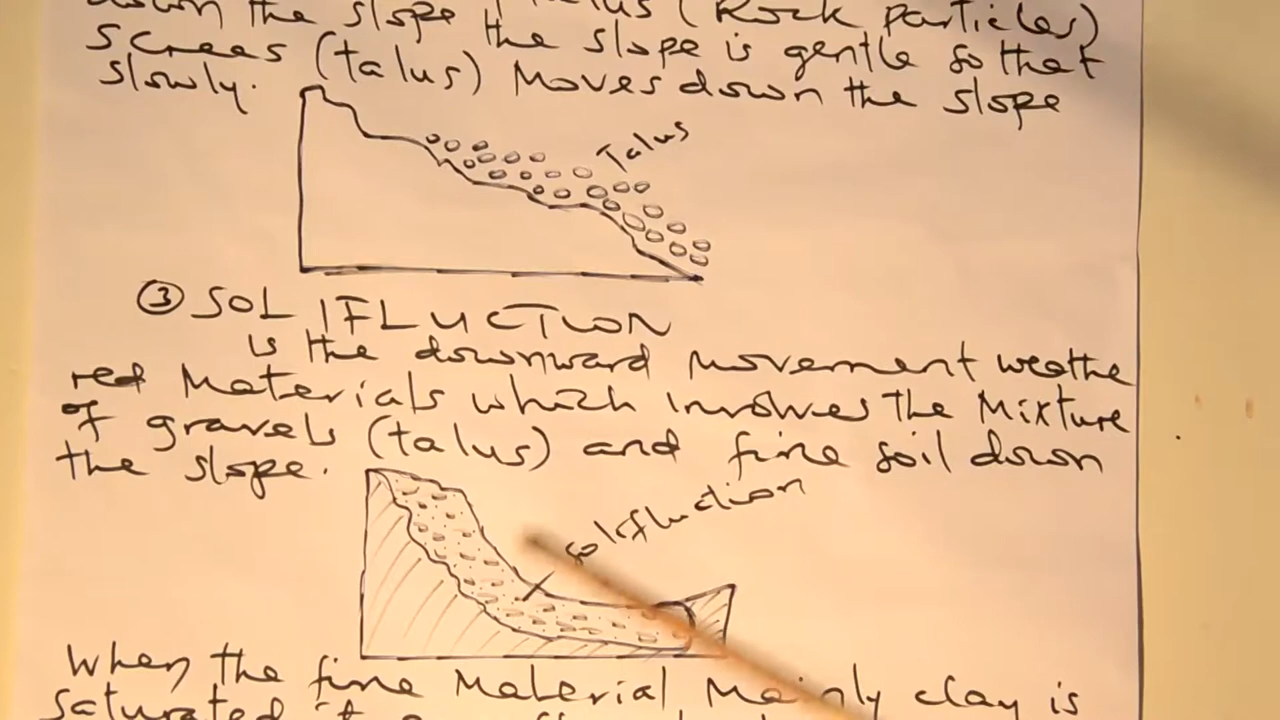 down the slope Talus (Rock particles)
Screes the slope is gentle so that
slowly. (talus) moves down the slope
Talus
③ SOLIFLUCTION
is the downward movement weathe
red Materials which involves the Mixture
of gravels (talus) and fine soil down
the slope.
solifluction
When the fine Material Mainly clay is
saturated it